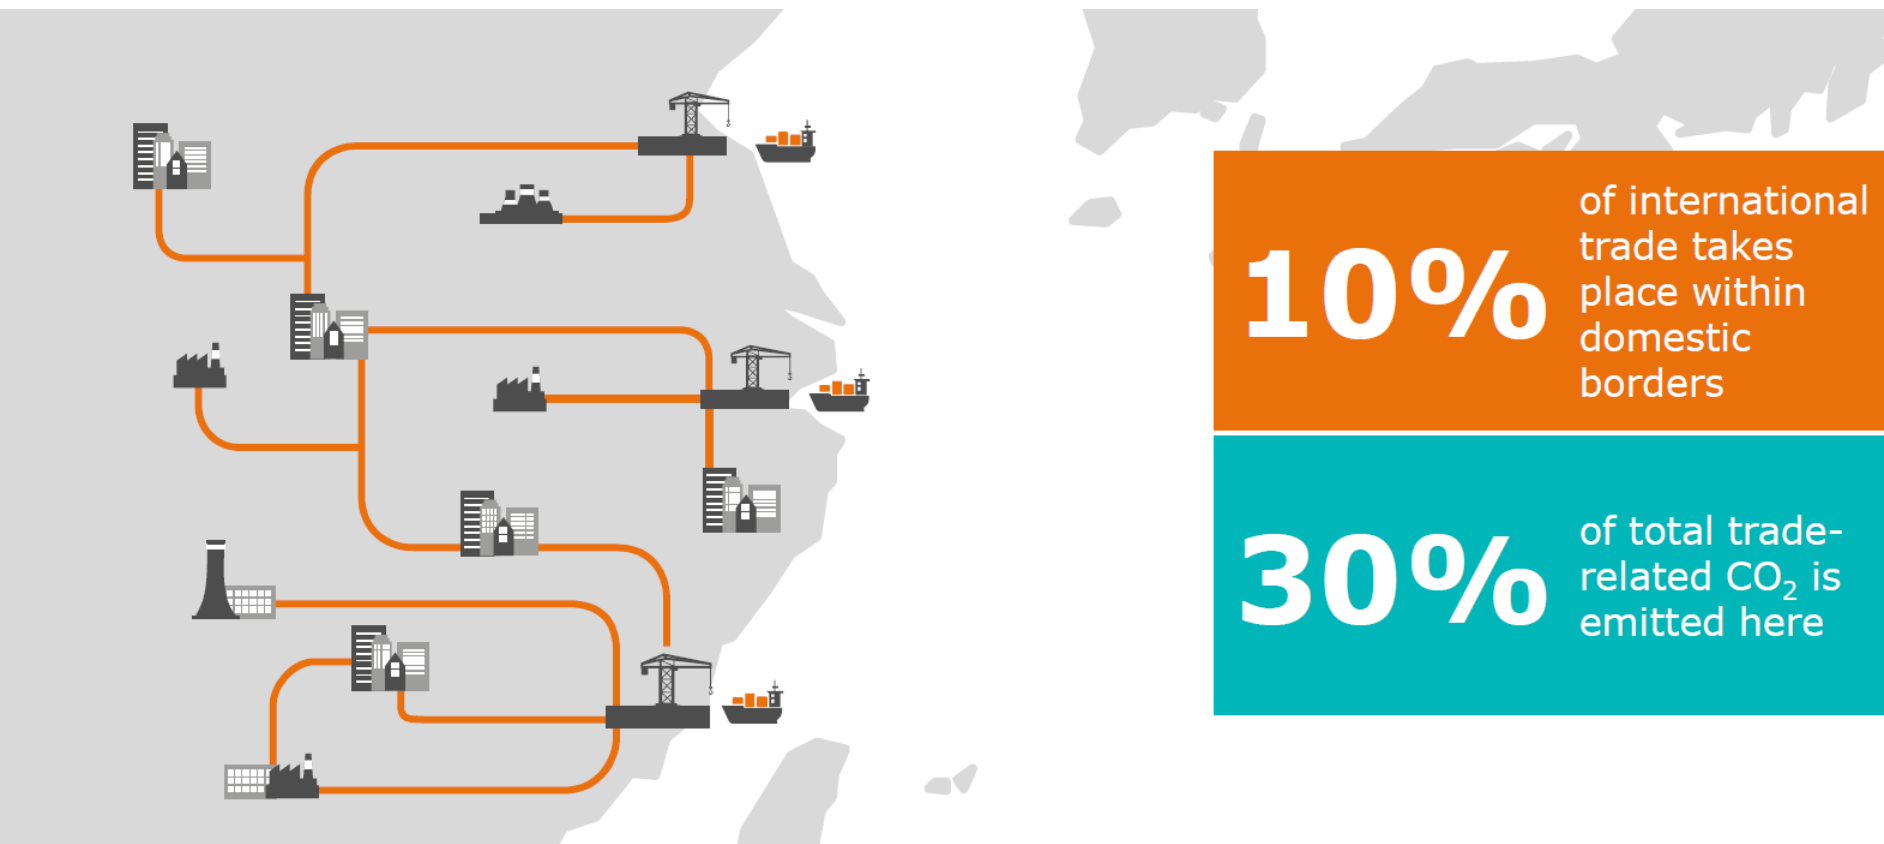 10%
of international
trade takes
place within
domestic
borders
30%
of total trade-
related CO₂ is
emitted here